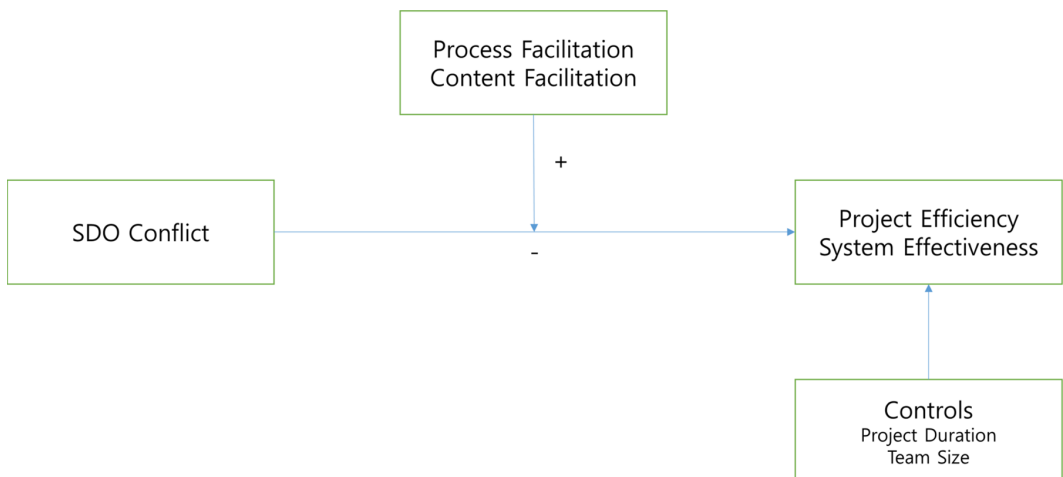 Process Facilitation
Content Facilitation
+
SDO Conflict
-
Project Efficiency
System Effectiveness
Controls
Project Duration
Team Size